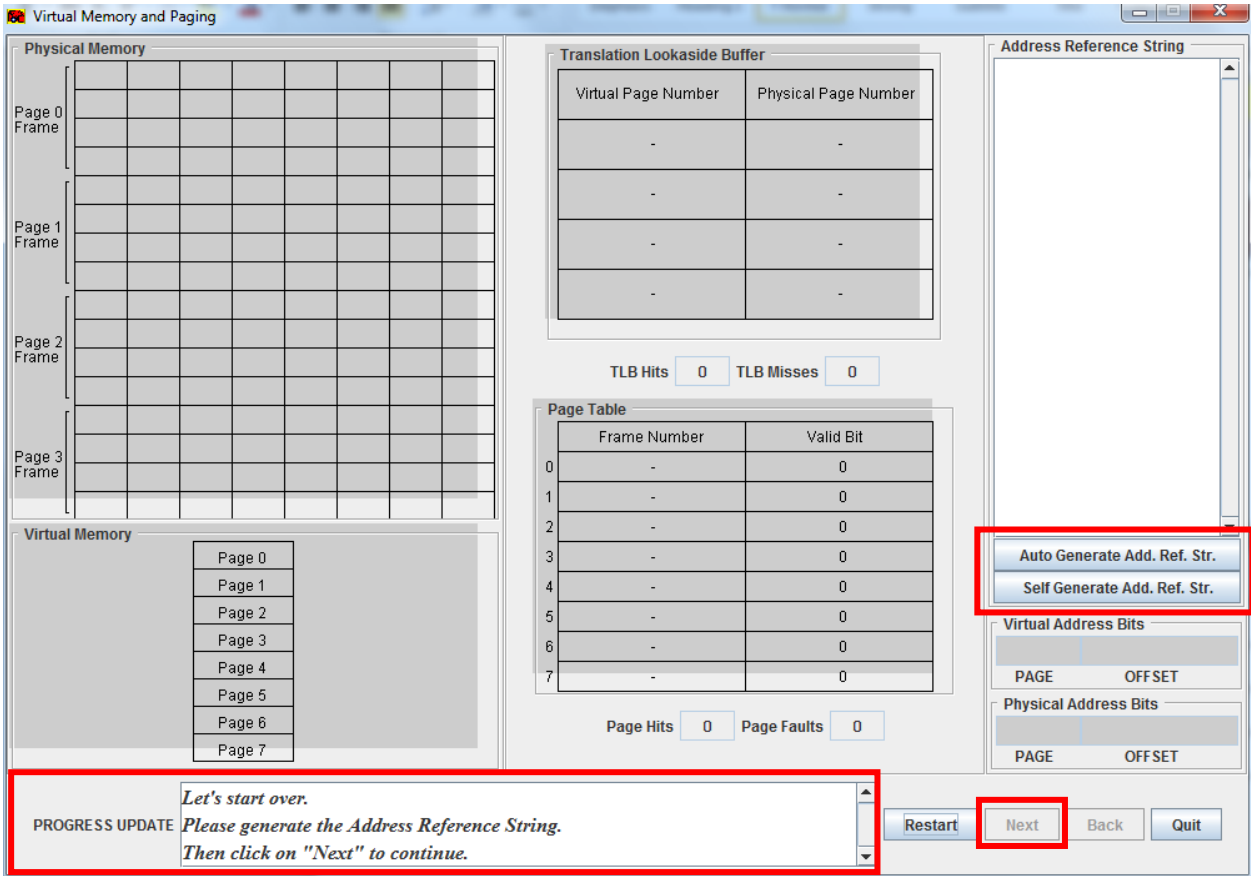 Virtual Memory and Paging
Physical Memory
Page 0
Frame
Page 1
Frame
Page 2
Frame
Page 3
Frame
Virtual Memory
Page 0
Page 1
Page 2
Page 3
Page 4
Page 5
Page 6
Page 7
Translation Lookaside Buffer
Virtual Page Number Physical Page Number
- -
- -
- -
- -
TLB Hits 0 TLB Misses 0
Page Table
Frame Number Valid Bit
0 - 0
1 - 0
2 - 0
3 - 0
4 - 0
5 - 0
6 - 0
7 - 0
Page Hits 0 Page Faults 0
Address Reference String
Auto Generate Add. Ref. Str.
Self Generate Add. Ref. Str.
Virtual Address Bits
PAGE OFFSET
Physical Address Bits
PAGE OFFSET
PROGRESS UPDATE
Let's start over.
Please generate the Address Reference String.
Then click on "Next" to continue.
Restart Next Back Quit